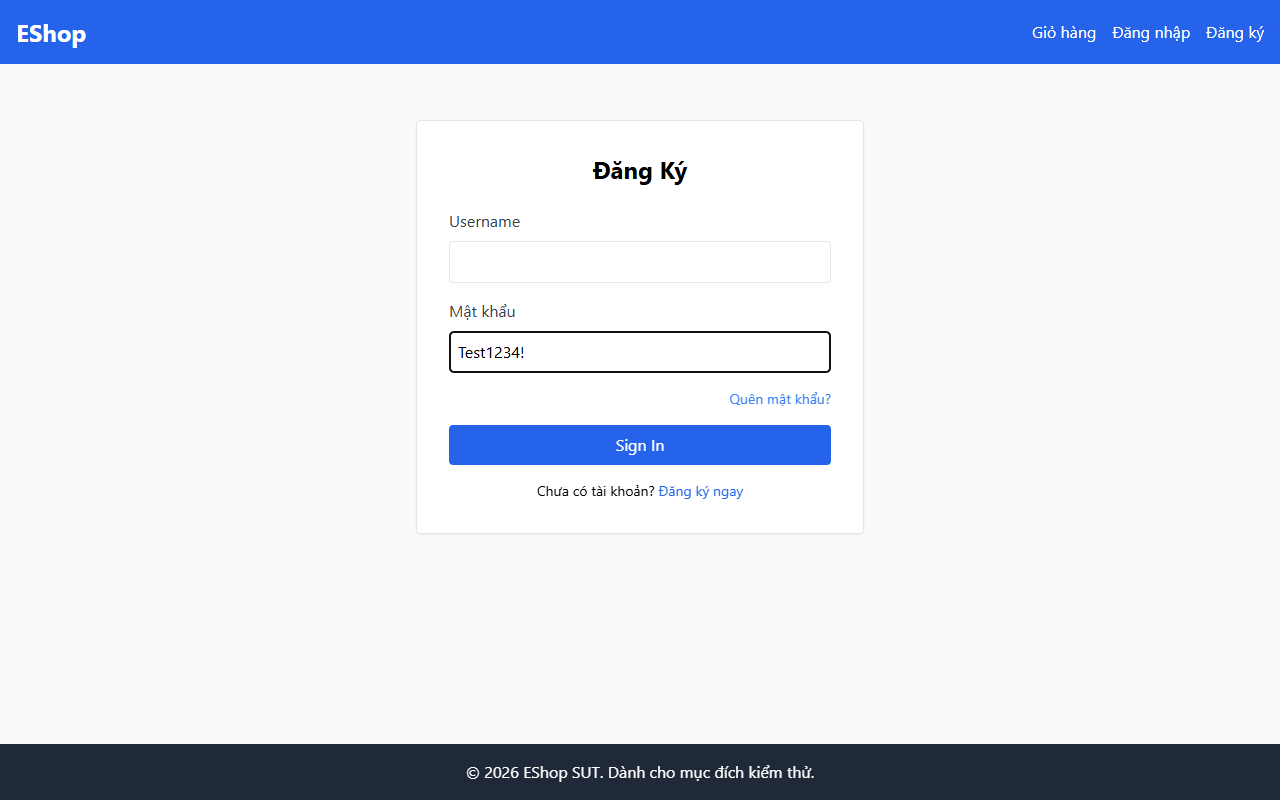 EShop
Giỏ hàng Đăng nhập Đăng ký
Đăng Ký
Username
Mật khẩu
Test1234!
Quên mật khẩu?
Sign In
Chưa có tài khoản? Đăng ký ngay
© 2026 EShop SUT. Dành cho mục đích kiểm thử.